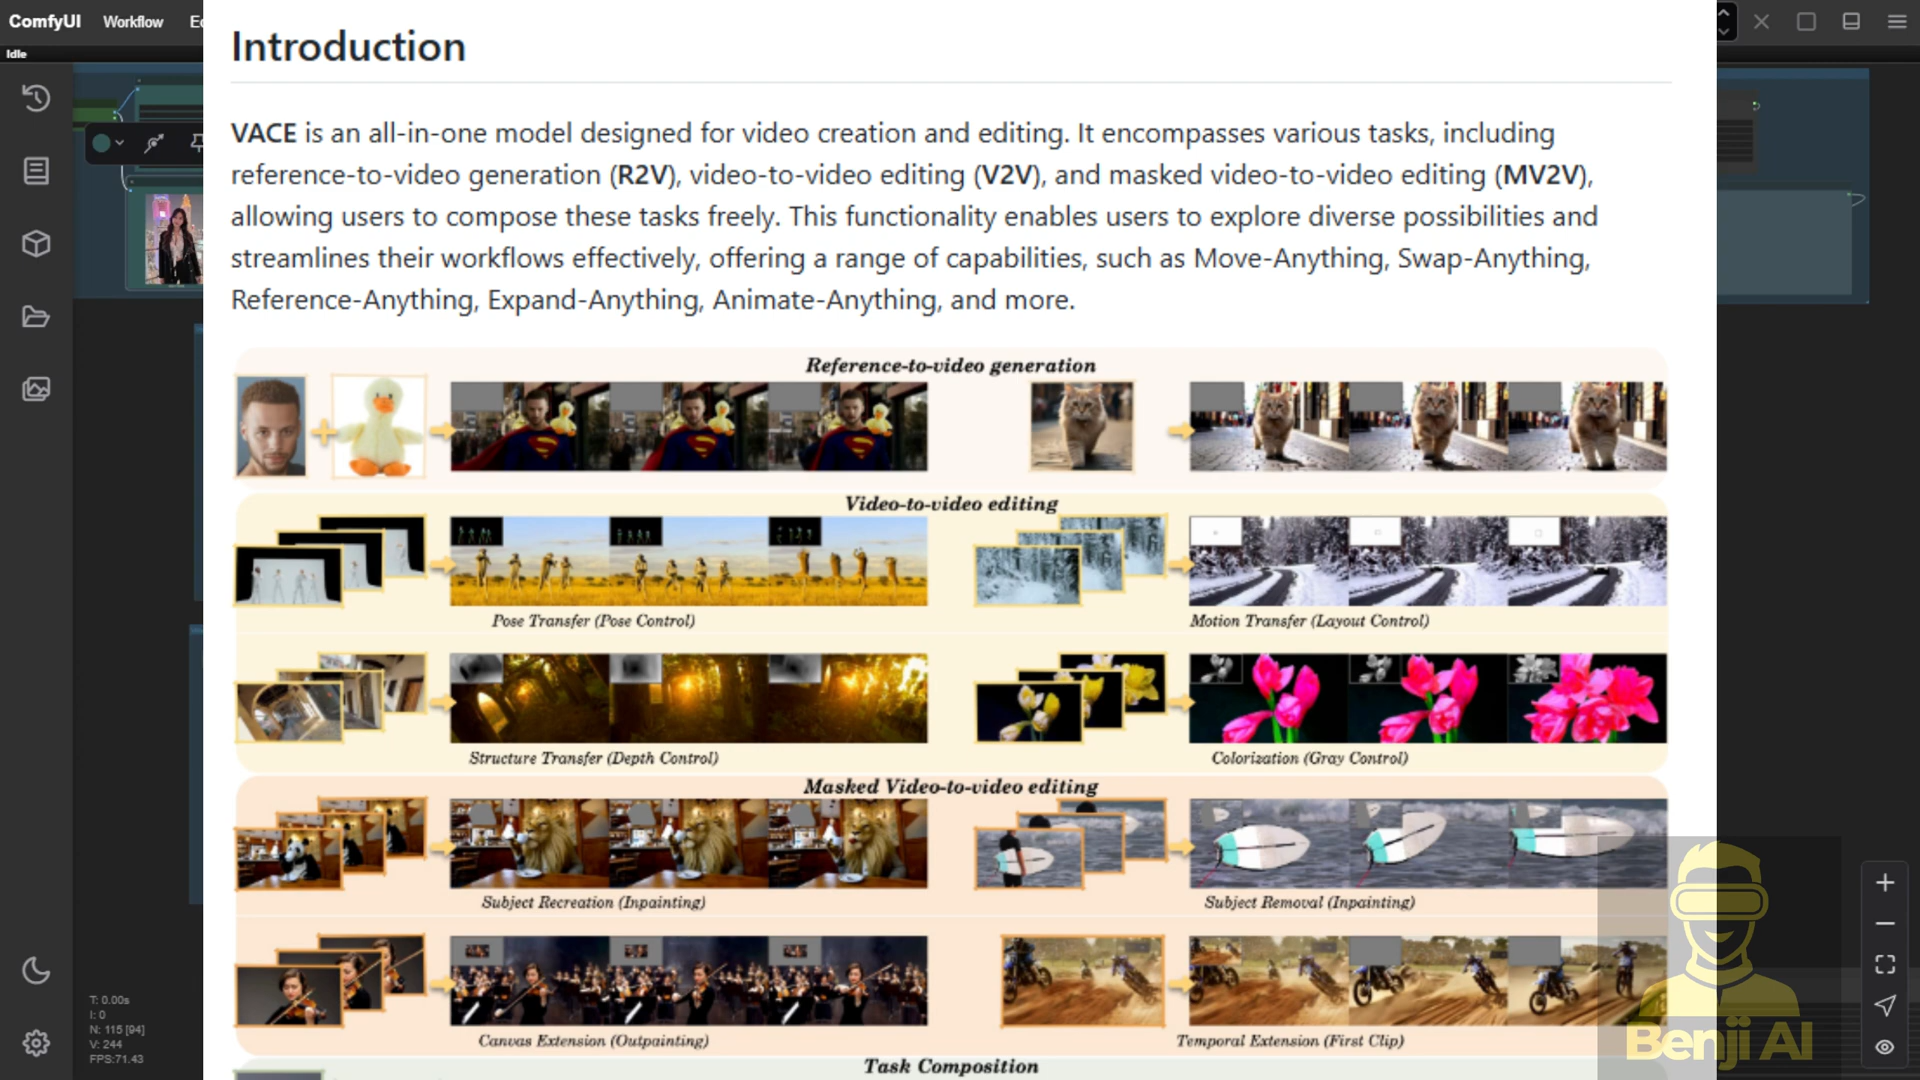 ComfyUI Workflow
Idle
Introduction
VACE is an all-in-one model designed for video creation and editing. It encompasses various tasks, including
reference-to-video generation (R2V), video-to-video editing (V2V), and masked video-to-video editing (MV2V),
allowing users to compose these tasks freely. This functionality enables users to explore diverse possibilities and
streamlines their workflows effectively, offering a range of capabilities, such as Move-Anything, Swap-Anything,
Reference-Anything, Expand-Anything, Animate-Anything, and more.
Reference-to-video generation
Video-to-video editing
Pose Transfer (Pose Control)
Motion Transfer (Layout Control)
Structure Transfer (Depth Control)
Colorization (Gray Control)
Masked Video-to-video editing
Subject Recreation (Inpainting)
Subject Removal (Inpainting)
Canvas Extension (Outpainting)
Temporal Extension (First Clip)
Task Composition
T: 0.00s
I: 0
N: 115 [94]
V: 244
FPS:71.43
Benji AI